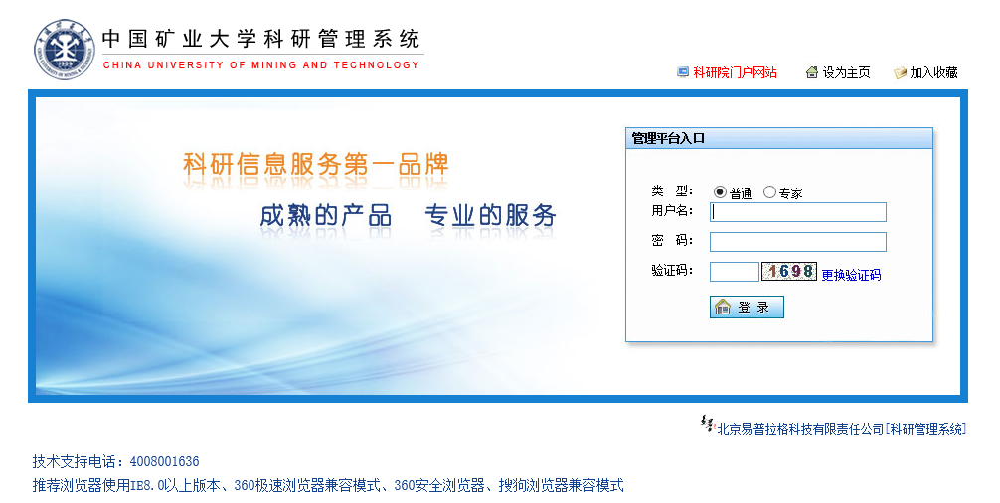 中国矿业大学科研管理系统
CHINA UNIVERSITY OF MINING AND TECHNOLOGY
科研院门户网站 设为主页 加入收藏
管理平台入口
科研信息服务第一品牌
成熟的产品 专业的服务
类 型： 普通 专家
用户名：
密 码：
验证码： 1698 更换验证码
登 录
北京易普拉格科技有限责任公司[科研管理系统]
技术支持电话：4008001636
推荐浏览器使用IE8.0以上版本、360极速浏览器兼容模式、360安全浏览器、搜狗浏览器兼容模式